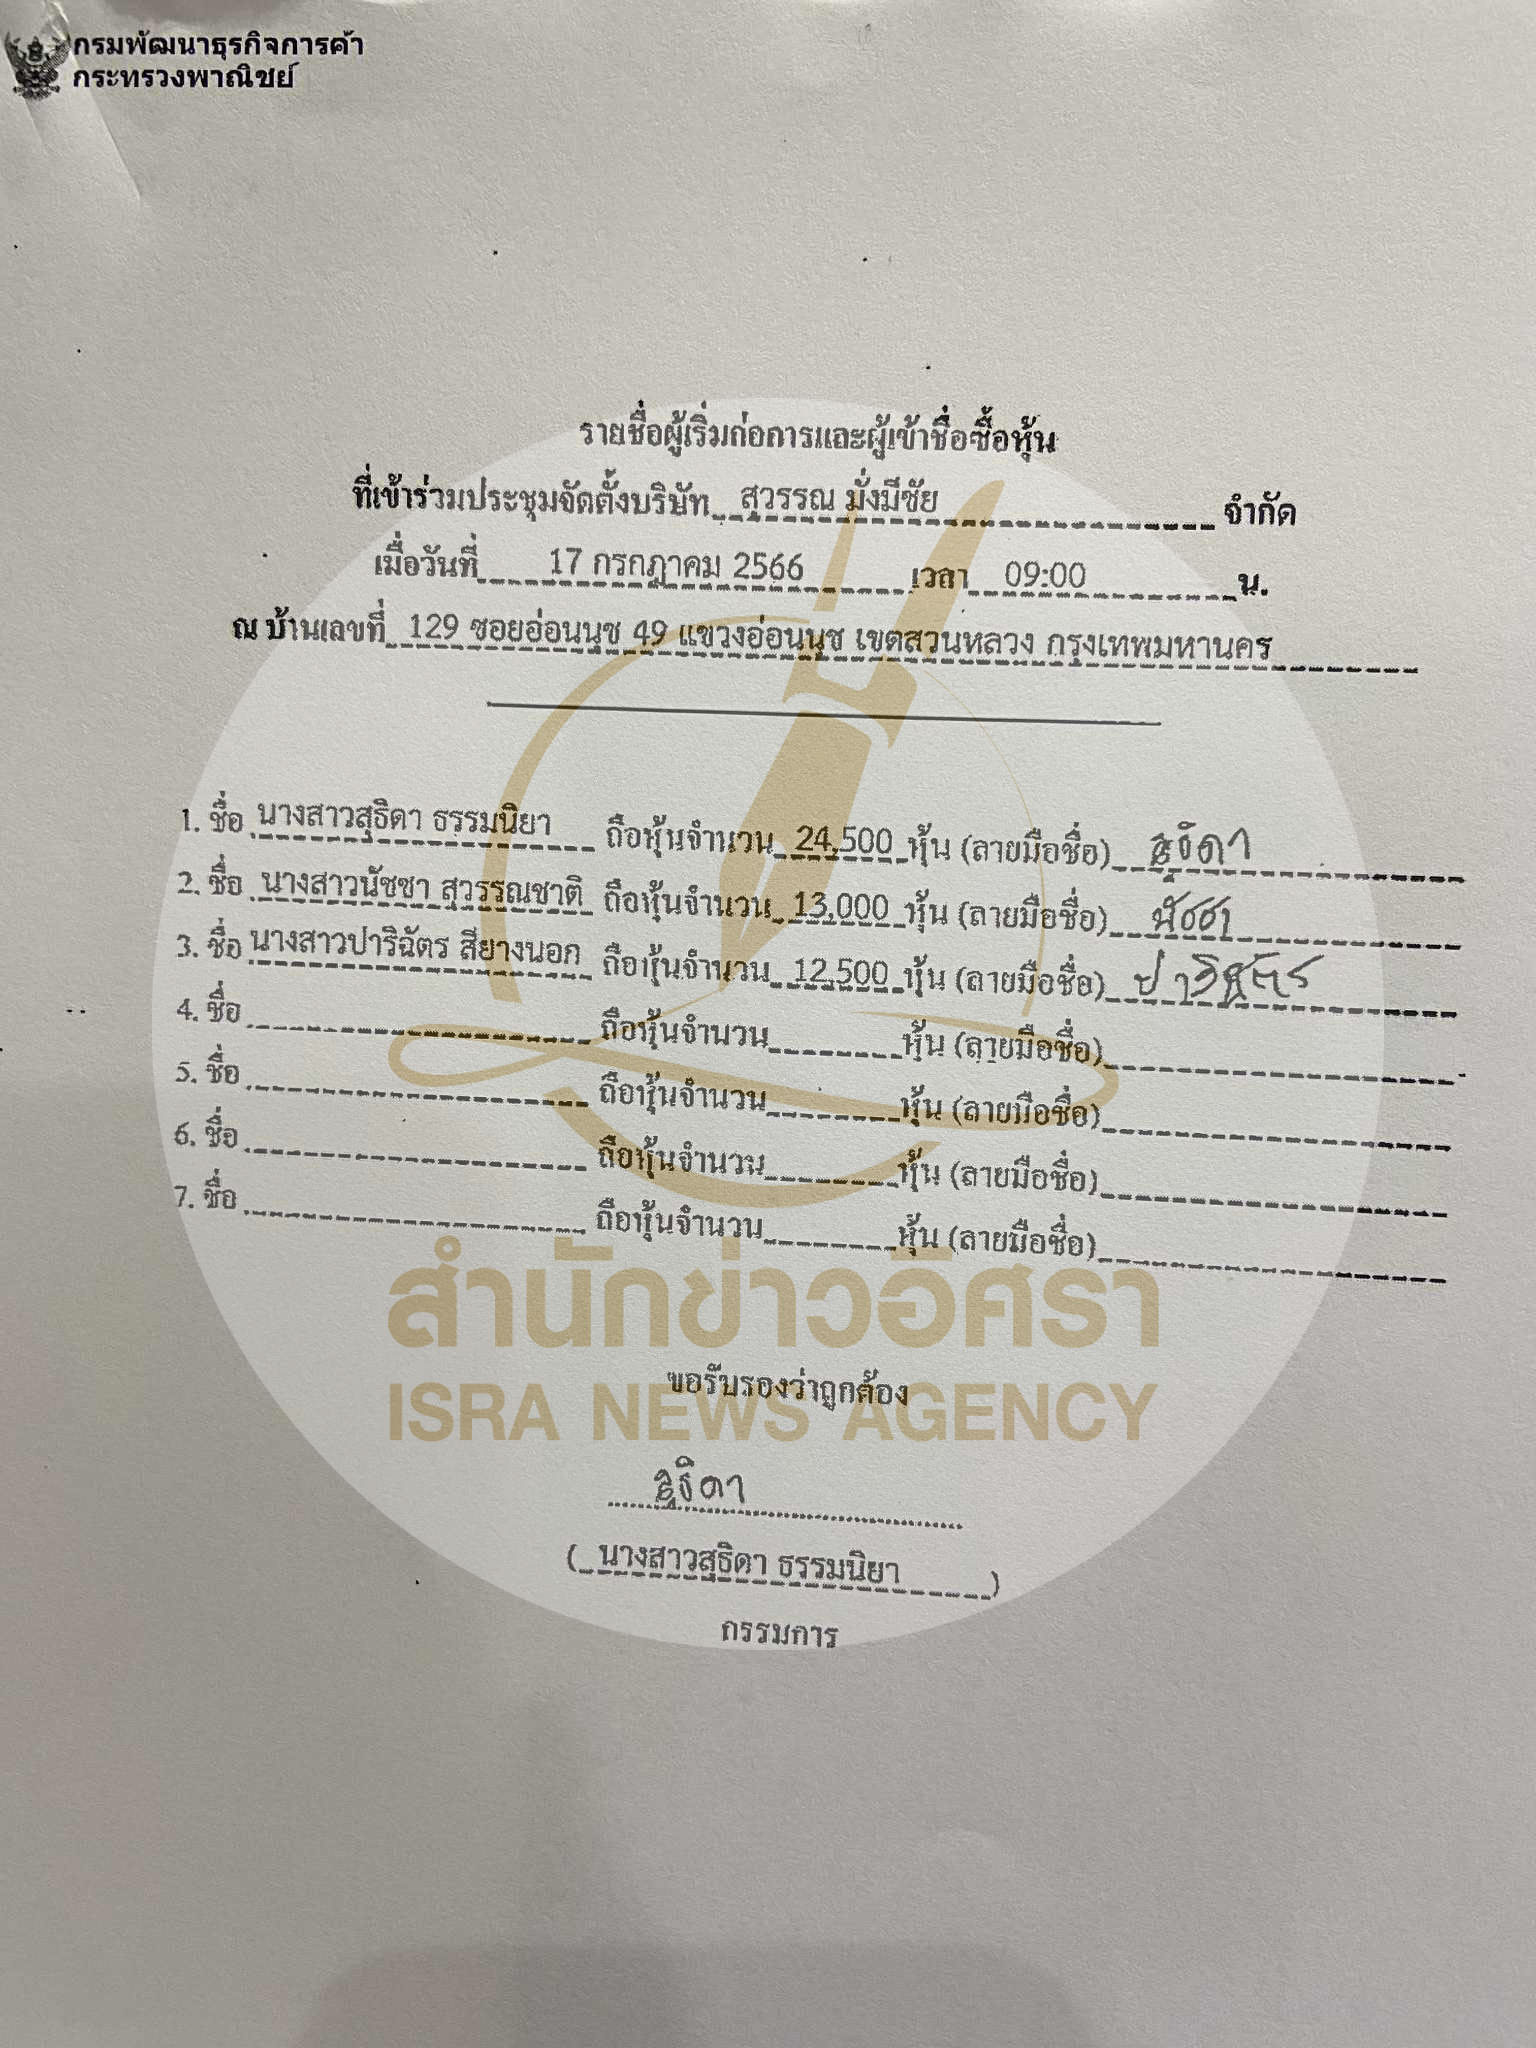 กรมพัฒนาธุรกิจการค้า
กระทรวงพาณิชย์
รายชื่อผู้เริ่มก่อการและผู้เข้าชื่อซื้อหุ้น
ที่เข้าร่วมประชุมจัดตั้งบริษัท สุวรรณ มั่งมีชัย จำกัด
เมื่อวันที่ 17 กรกฎาคม 2566 เวลา 09:00 น.
ณ บ้านเลขที่ 129 ซอยอ่อนนุช 49 แขวงอ่อนนุช เขตสวนหลวง กรุงเทพมหานคร
1. ชื่อ นางสาวสุธิดา ธรรมนิยา ถือหุ้นจำนวน 24,500 หุ้น (ลายมือชื่อ) สุธิดา
2. ชื่อ นางสาวนัชชา สุวรรณชาติ ถือหุ้นจำนวน 13,000 หุ้น (ลายมือชื่อ) นัชชา
3. ชื่อ นางสาวปาริฉัตร สียางนอก ถือหุ้นจำนวน 12,500 หุ้น (ลายมือชื่อ) ปาริฉัตร
4. ชื่อ ถือหุ้นจำนวน หุ้น (ลายมือชื่อ)
5. ชื่อ ถือหุ้นจำนวน หุ้น (ลายมือชื่อ)
6. ชื่อ ถือหุ้นจำนวน หุ้น (ลายมือชื่อ)
7. ชื่อ ถือหุ้นจำนวน หุ้น (ลายมือชื่อ)
สำนักข่าวอิศรา
ขอรับรองว่าถูกต้อง
ISRA NEWS AGENCY
สุธิดา
( นางสาวสุธิดา ธรรมนิยา )
กรรมการ